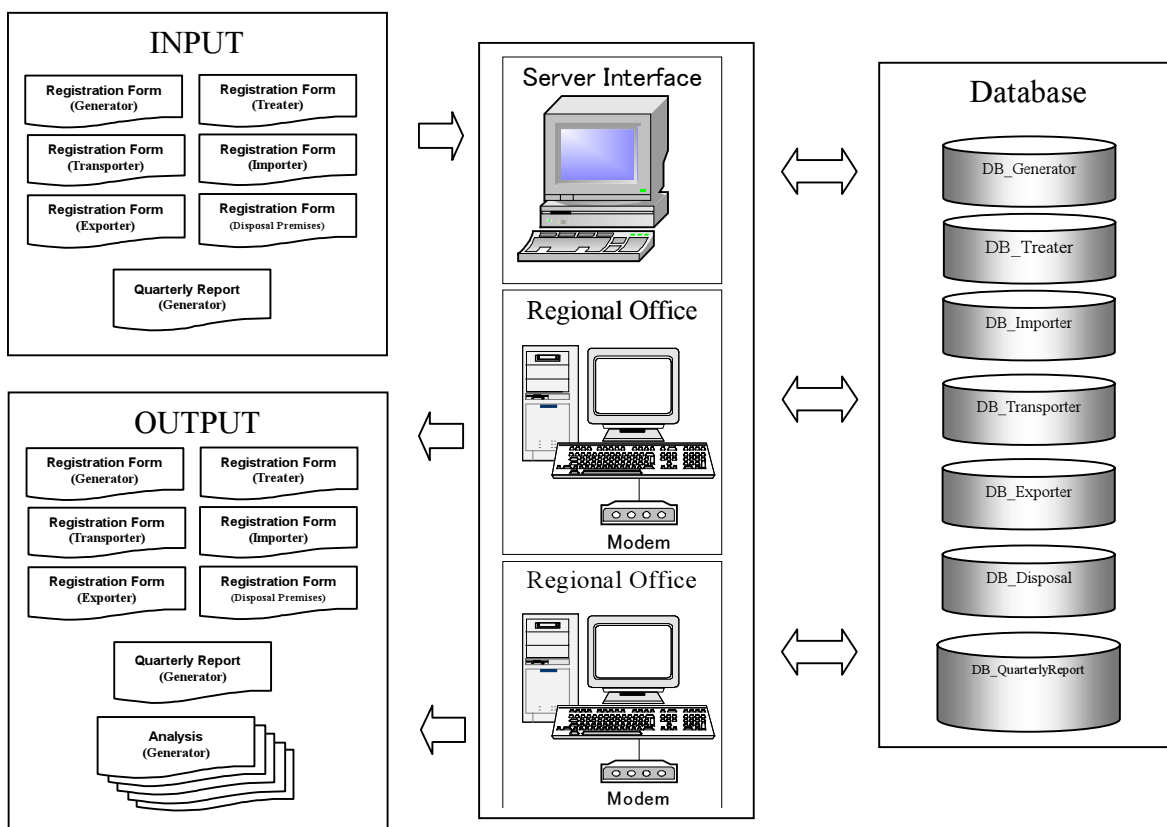 INPUT
Registration Form
(Generator)
Registration Form
(Treater)
Registration Form
(Transporter)
Registration Form
(Importer)
Registration Form
(Exporter)
Registration Form
(Disposal Premises)
Quarterly Report
(Generator)
OUTPUT
Registration Form
(Generator)
Registration Form
(Treater)
Registration Form
(Transporter)
Registration Form
(Importer)
Registration Form
(Exporter)
Registration Form
(Disposal Premises)
Quarterly Report
(Generator)
Analysis
(Generator)
Server Interface
Regional Office
Modem
Regional Office
Modem
Database
DB_Generator
DB_Treater
DB_Importer
DB_Transporter
DB_Exporter
DB_Disposal
DB_QuarterlyReport